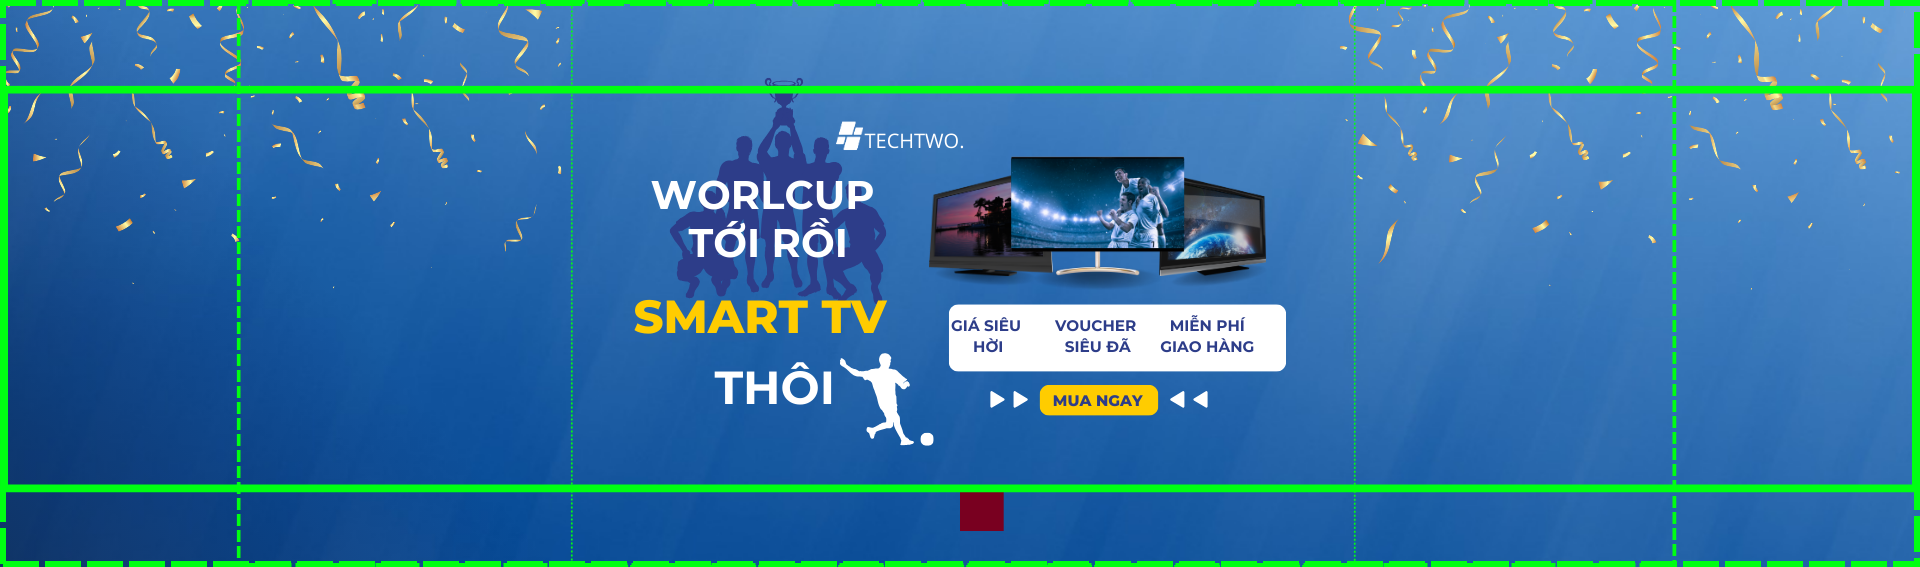 TECHTWO.
WORLCUP
TỚI RỒI
SMART TV
THÔI
GIÁ SIÊU
HỜI
VOUCHER
SIÊU ĐÃ
MIỄN PHÍ
GIAO HÀNG
MUA NGAY